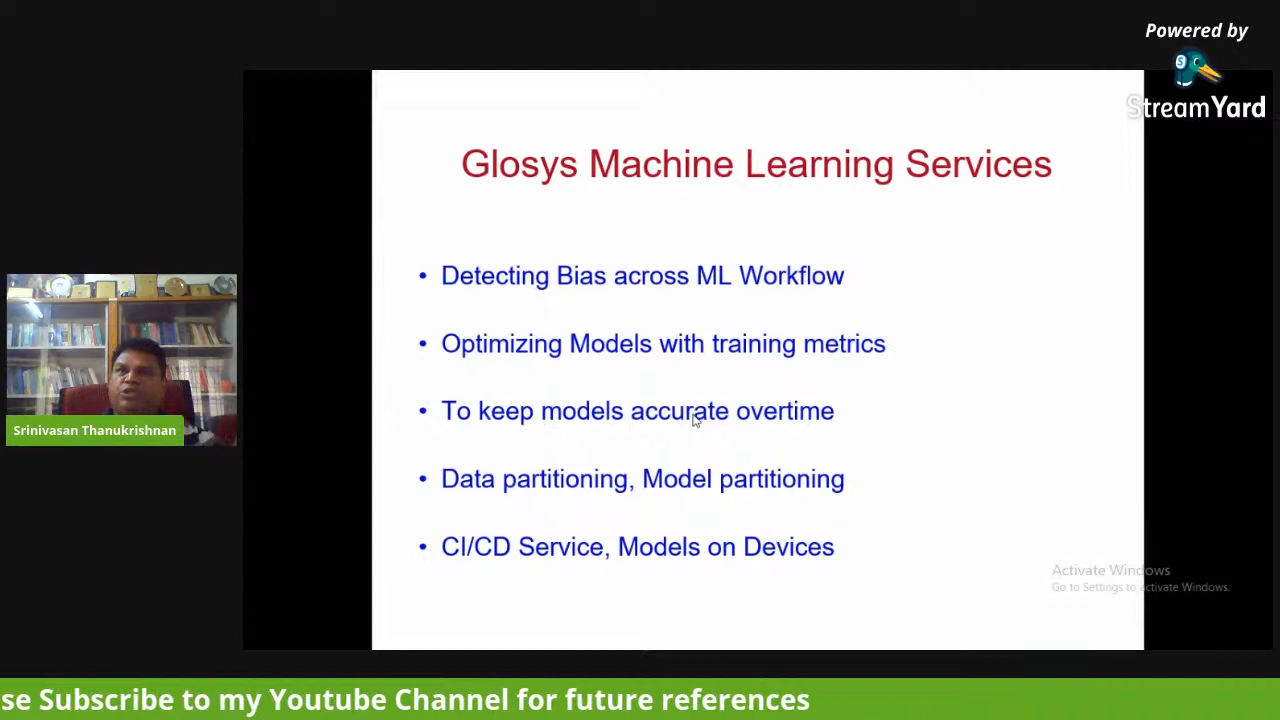 Powered by
StreamYard
Glosys Machine Learning Services
• Detecting Bias across ML Workflow
• Optimizing Models with training metrics
• To keep models accurate overtime
• Data partitioning, Model partitioning
• CI/CD Service, Models on Devices
Srinivasan Thanukrishnan
Activate Windows
Go to Settings to activate Windows.
se Subscribe to my Youtube Channel for future references